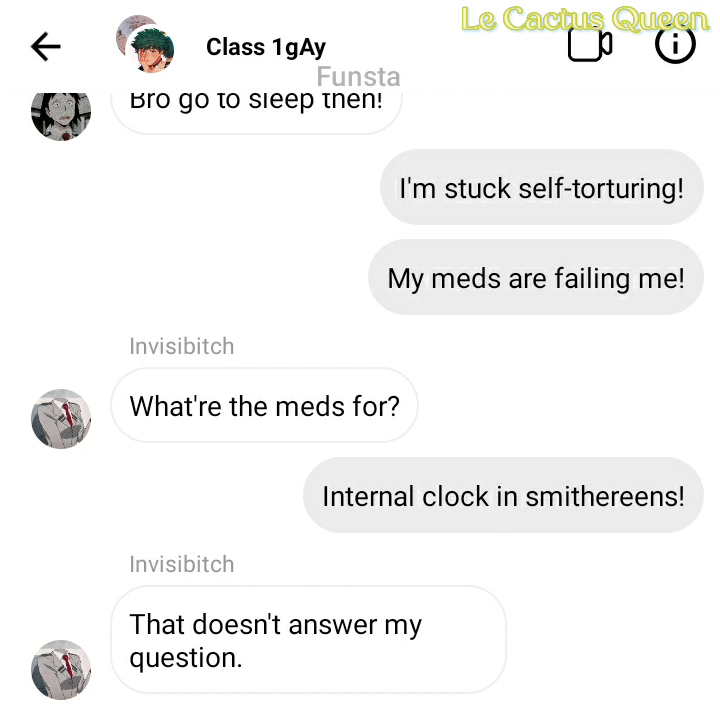 Le Cactus Queen
Class 1gAy
Funsta
Bro go to sleep then!
I'm stuck self-torturing!
My meds are failing me!
Invisibitch
What're the meds for?
Internal clock in smithereens!
Invisibitch
That doesn't answer my
question.